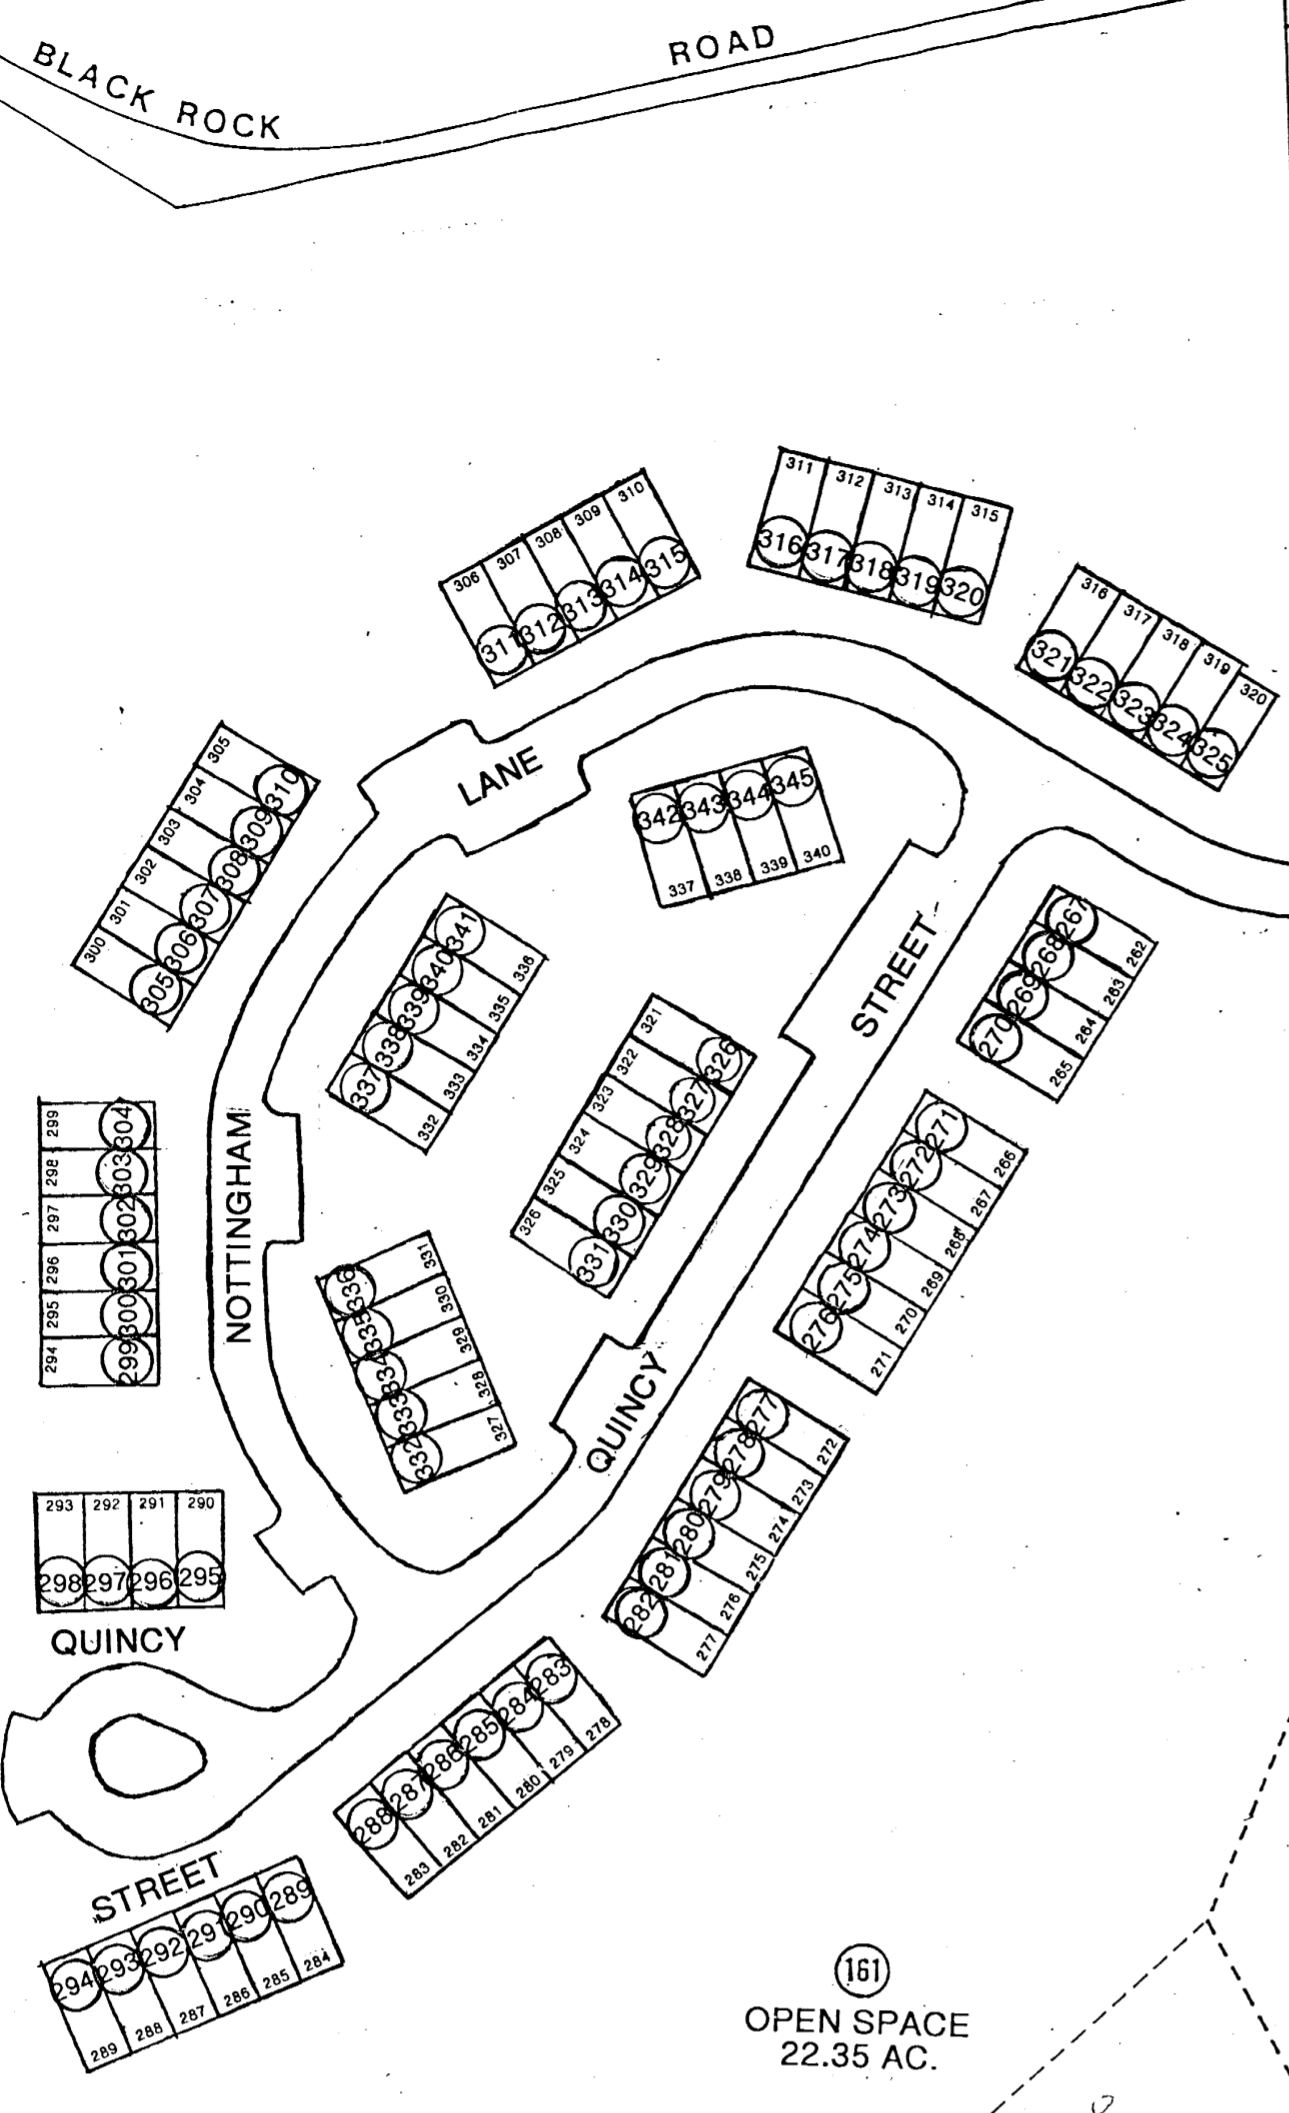 BLACK ROCK ROAD
311 312 313 314 315
316 317 318 319 320
306 307 308 309 310
311 312 313 314 315
316 317 318 319 320
321 322 323 324 325
305 304 303 302 301 300
310 309 308 307 306 305
LANE
342 343 344 345
337 338 339 340
341 340 339 338 337
336 335 334 333 332
STREET
267 268 269 270
262 263 264 265
321 322 323 324 325 326
326 327 328 329 330 331
299 298 297 296 295 294
304 303 302 301 300 299
NOTTINGHAM
271 272 273 274 275 276
266 267 268 269 270 271
336 335 334 333 332
331 330 329 328 327
QUINCY
277 278 279 280 281 282
272 273 274 275 276 277
293 292 291 290
298 297 296 295
QUINCY
288 287 286 285 284 283
283 282 281 280 279 278
STREET
294 293 292 291 290 289
289 288 287 286 285 284
161
OPEN SPACE
22.35 AC.